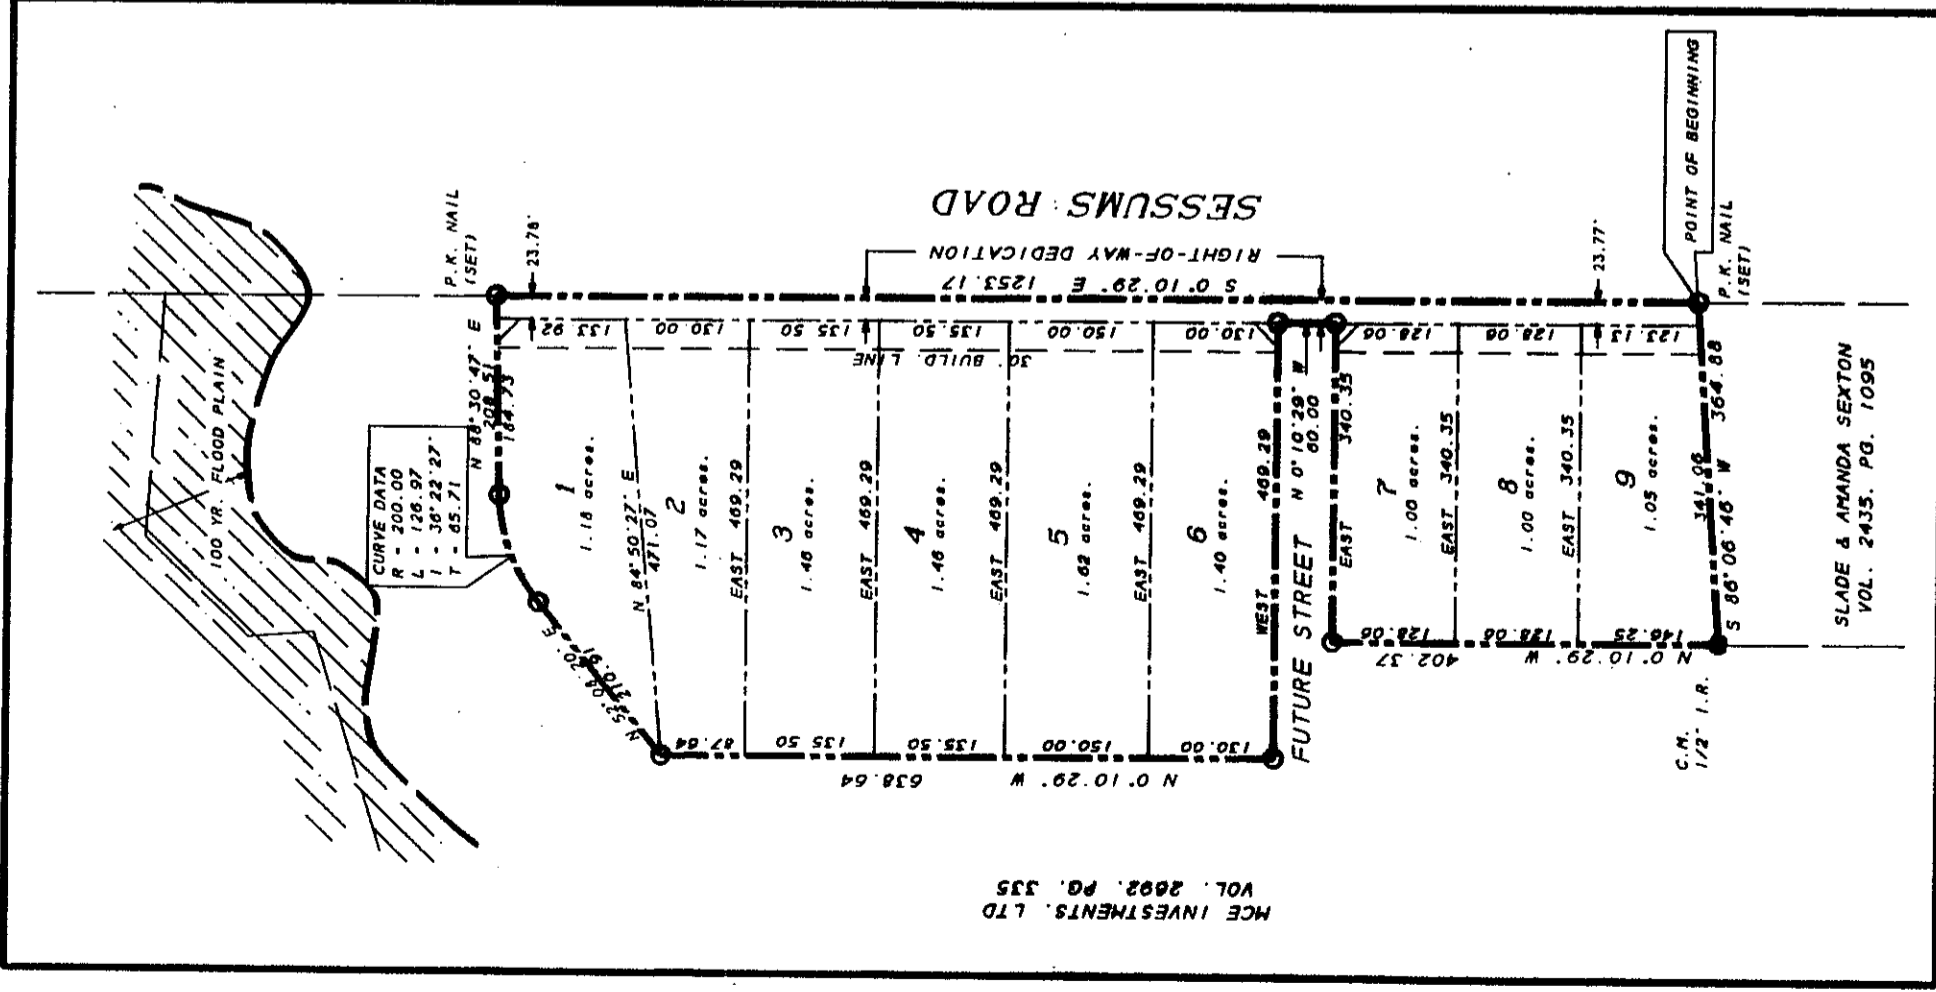 100 YR. FLOOD PLAIN
CURVE DATA
R - 200.00
L - 126.97
I - 36° 22' 27"
T - 65.71
P.K. NAIL
(SET)
23.78'
N 88° 30' 47" E
208.51
184.73
SESSUMS ROAD
RIGHT-OF-WAY DEDICATION
S 0° 10' 29" E 1253.17
23.77'
POINT OF BEGINNING
P.K. NAIL
(SET)
133.92
130.00
135.50
135.50
150.00
130.00
128.06
128.06
123.13
30' BUILD. LINE
1
1.18 acres.
N 84° 50' 27" E
471.07
2
1.17 acres.
EAST 469.29
3
1.46 acres.
EAST 469.29
4
1.46 acres.
EAST 469.29
5
1.62 acres.
EAST 469.29
6
1.40 acres.
WEST 469.29
FUTURE STREET
N 0° 10' 29" W
60.00
EAST 340.35
7
1.00 acres.
EAST 340.35
8
1.00 acres.
EAST 340.35
9
1.05 acres.
341.06
S 86° 06' 46" W 364.88
87.64
135.50
135.50
150.00
130.00
N 0° 10' 29" W 638.64
128.06
128.06
146.25
N 0° 10' 29" W 402.37
C.M.
1/2" I.R.
SLADE & AMANDA SEXTON
VOL. 2435. PG. 1095
MCE INVESTMENTS. LTD
VOL. 2692. PG. 335